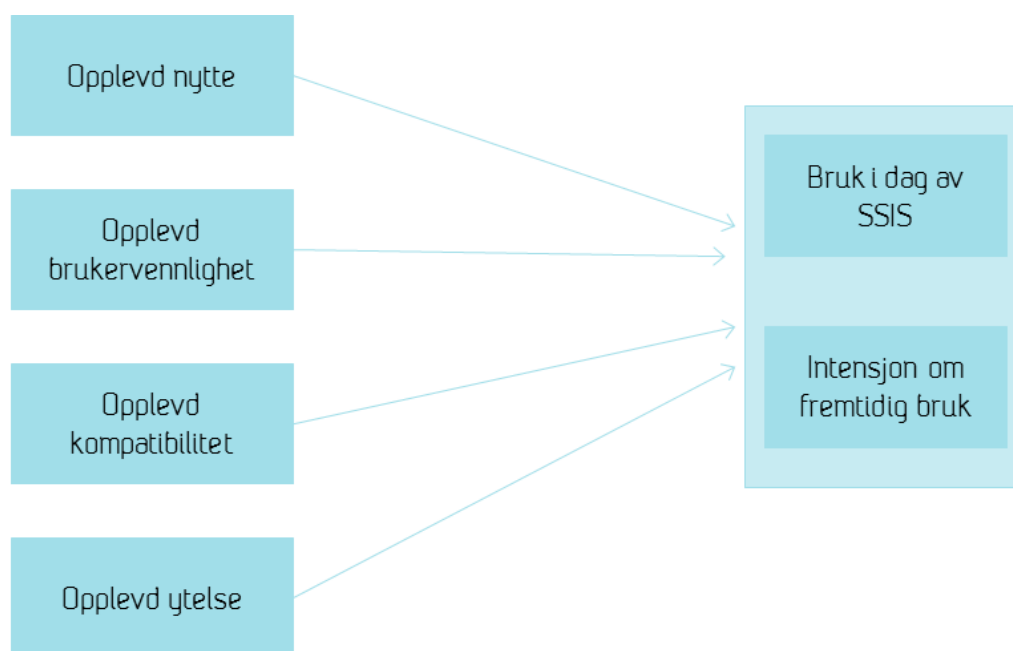 Opplevd nytte
Opplevd
brukervennlighet
Opplevd
kompatibilitet
Opplevd ytelse
Bruk i dag av
SSIS
Intensjon om
fremtidig bruk